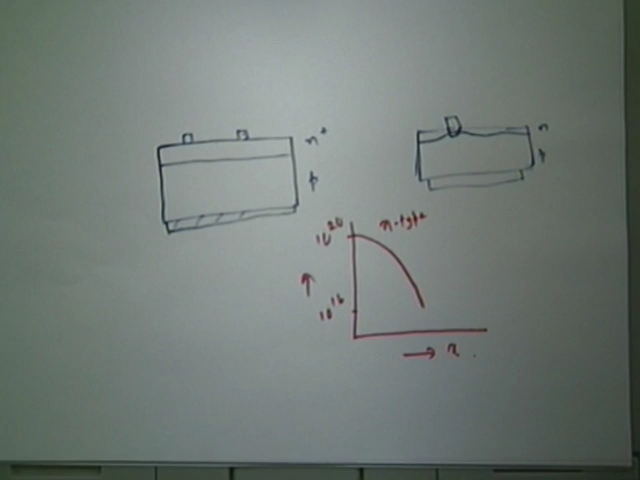 n⁺
p
n
p
n-type
10²⁰
10¹⁶
→ x